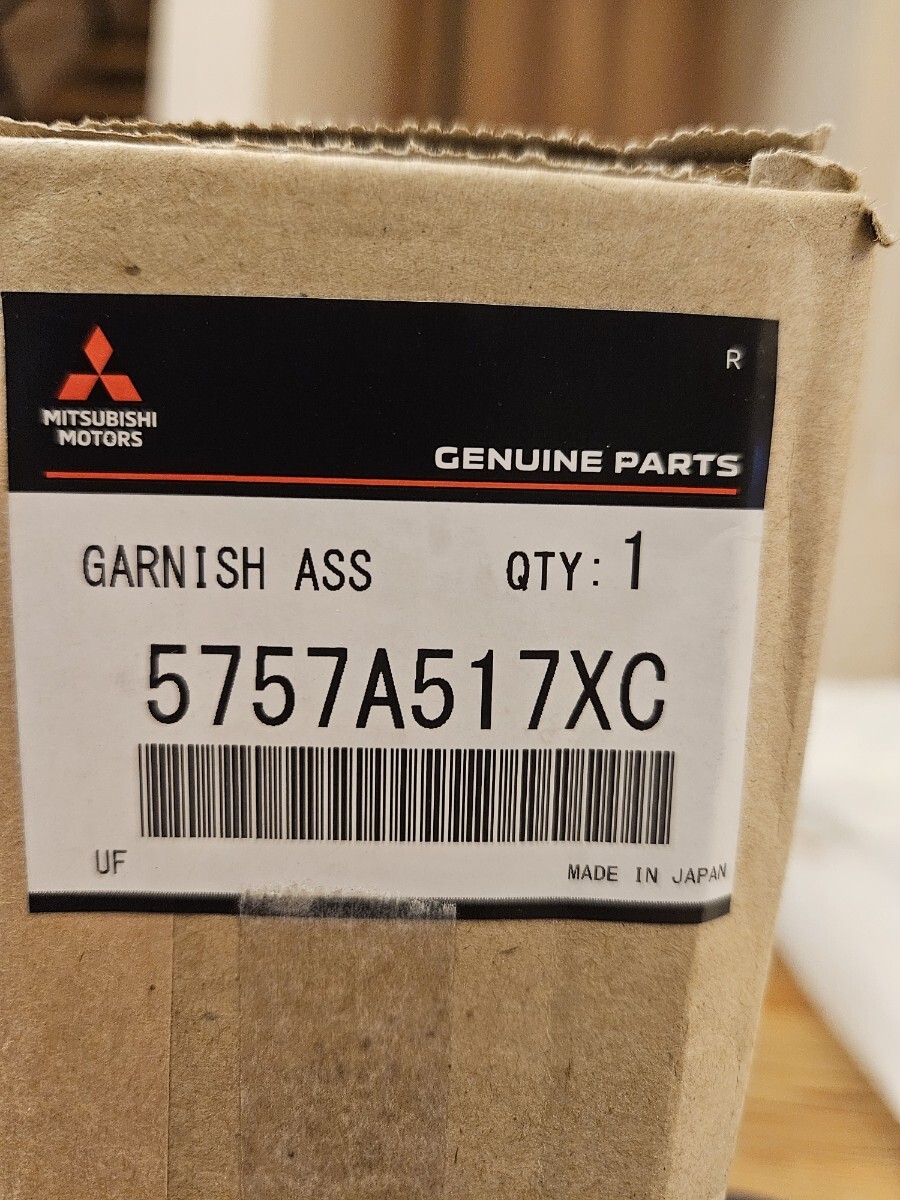 R
MITSUBISHI
MOTORS
GENUINE PARTS
GARNISH ASS QTY: 1
5757A517XC
UF MADE IN JAPAN